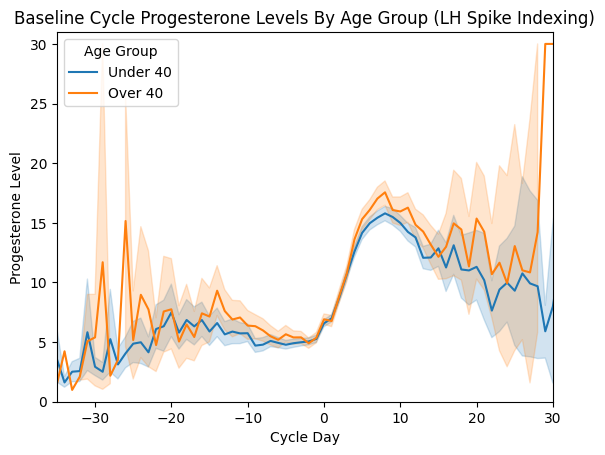 Baseline Cycle Progesterone Levels By Age Group (LH Spike Indexing)
Age Group
Under 40
Over 40
Progesterone Level
30
25
20
15
10
5
0
−30
−20
−10
0
10
20
30
Cycle Day